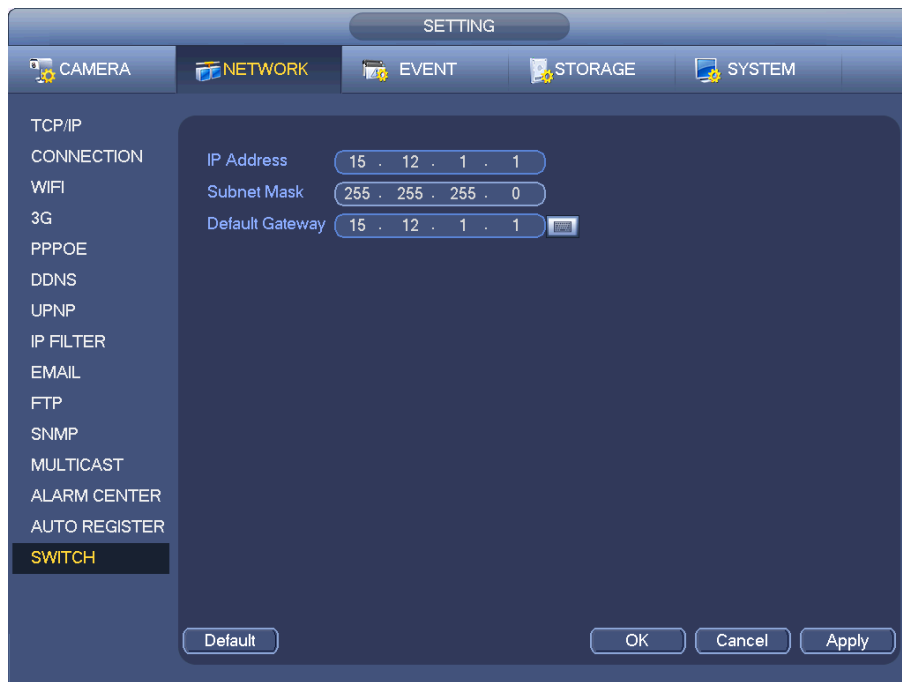 SETTING
CAMERA NETWORK EVENT STORAGE SYSTEM
TCP/IP
CONNECTION
WIFI
3G
PPPOE
DDNS
UPNP
IP FILTER
EMAIL
FTP
SNMP
MULTICAST
ALARM CENTER
AUTO REGISTER
SWITCH
IP Address 15 . 12 . 1 . 1
Subnet Mask 255 . 255 . 255 . 0
Default Gateway 15 . 12 . 1 . 1
Default OK Cancel Apply